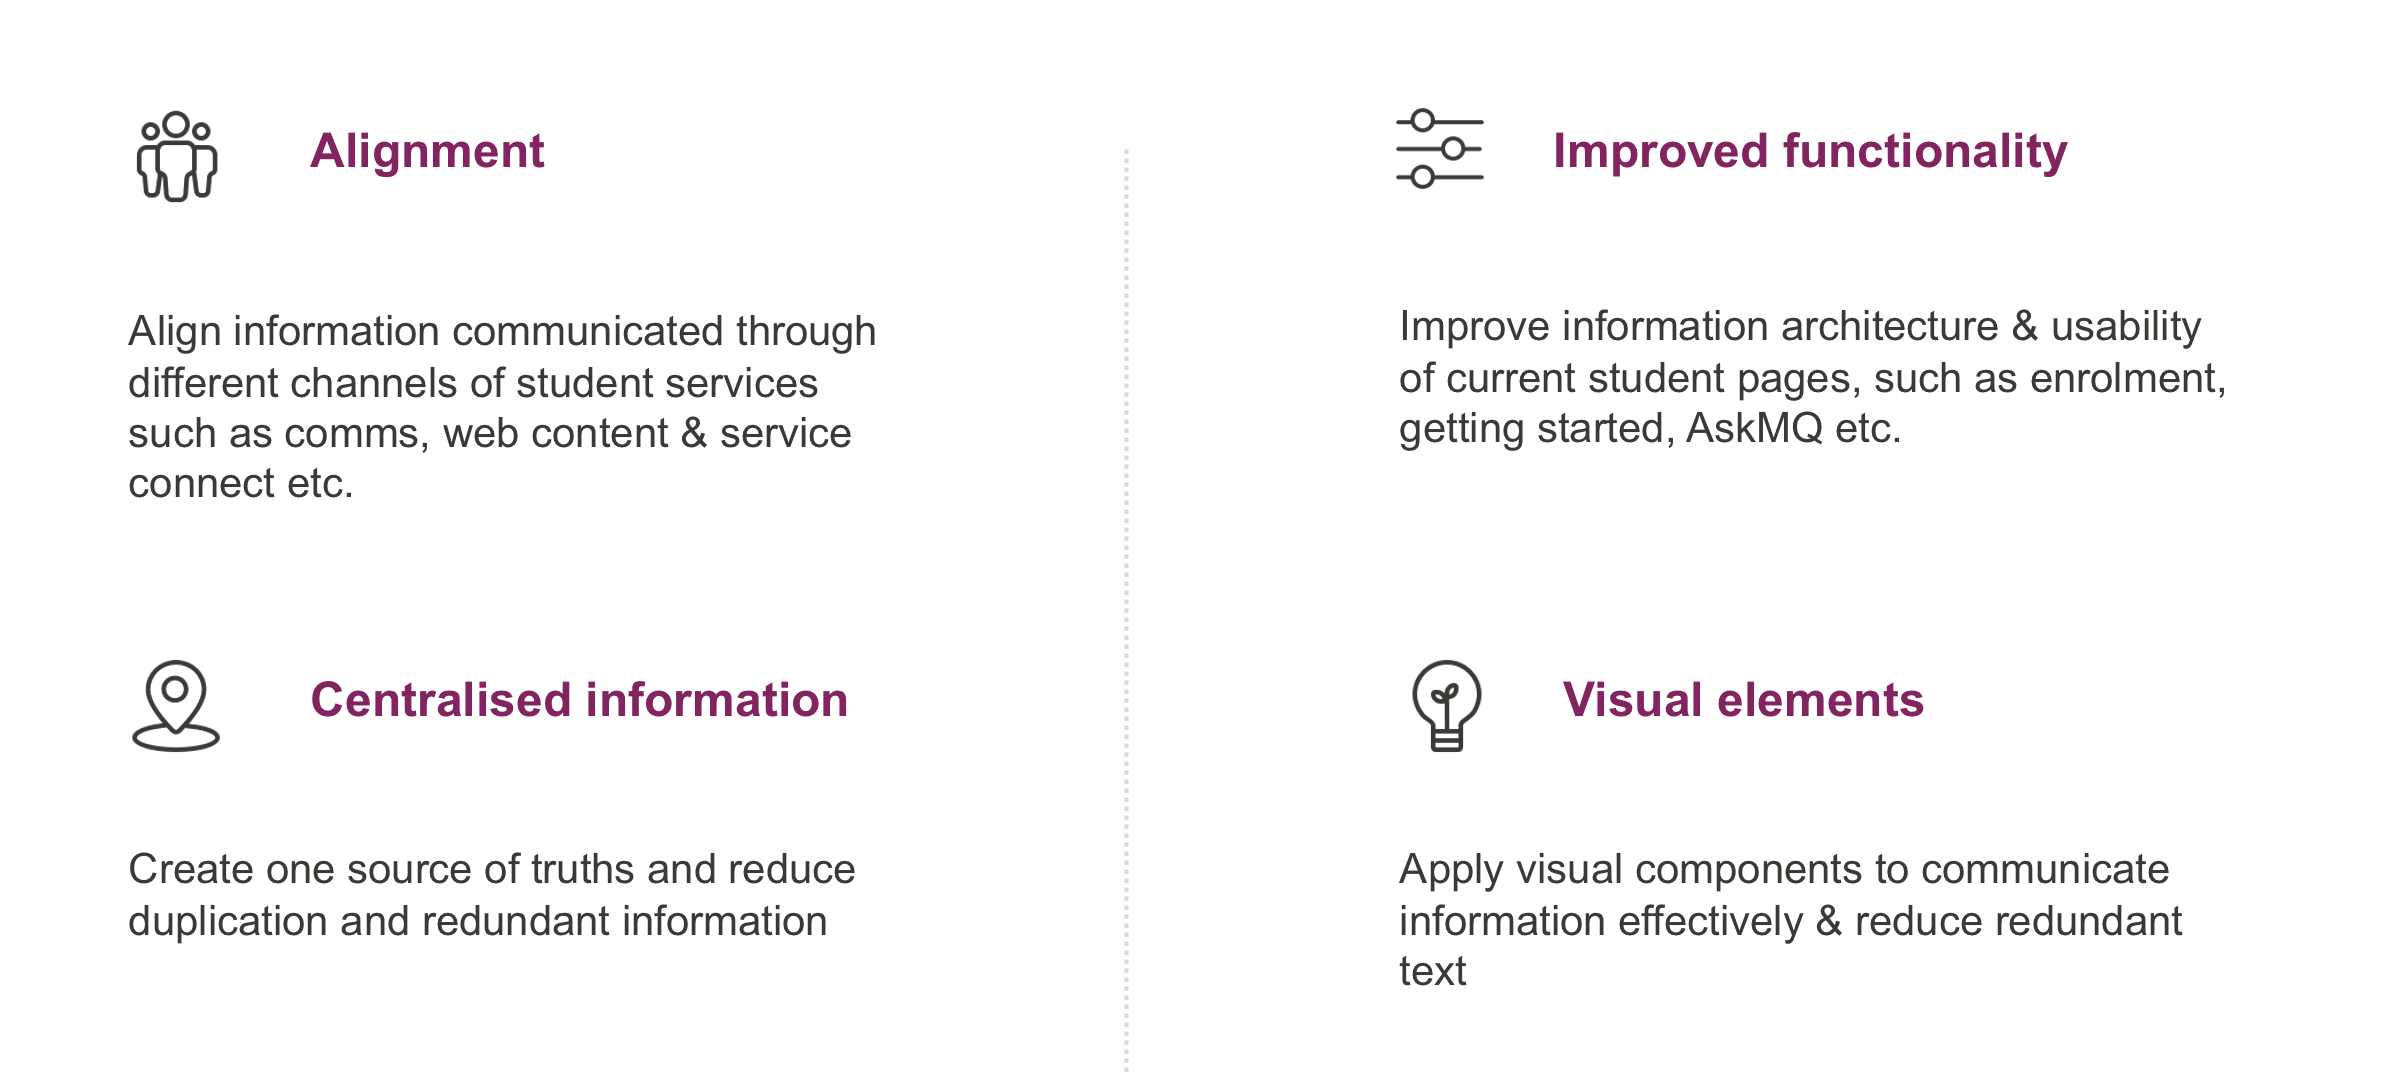 Alignment
Align information communicated through
different channels of student services
such as comms, web content & service
connect etc.
Centralised information
Create one source of truths and reduce
duplication and redundant information
Improved functionality
Improve information architecture & usability
of current student pages, such as enrolment,
getting started, AskMQ etc.
Visual elements
Apply visual components to communicate
information effectively & reduce redundant
text